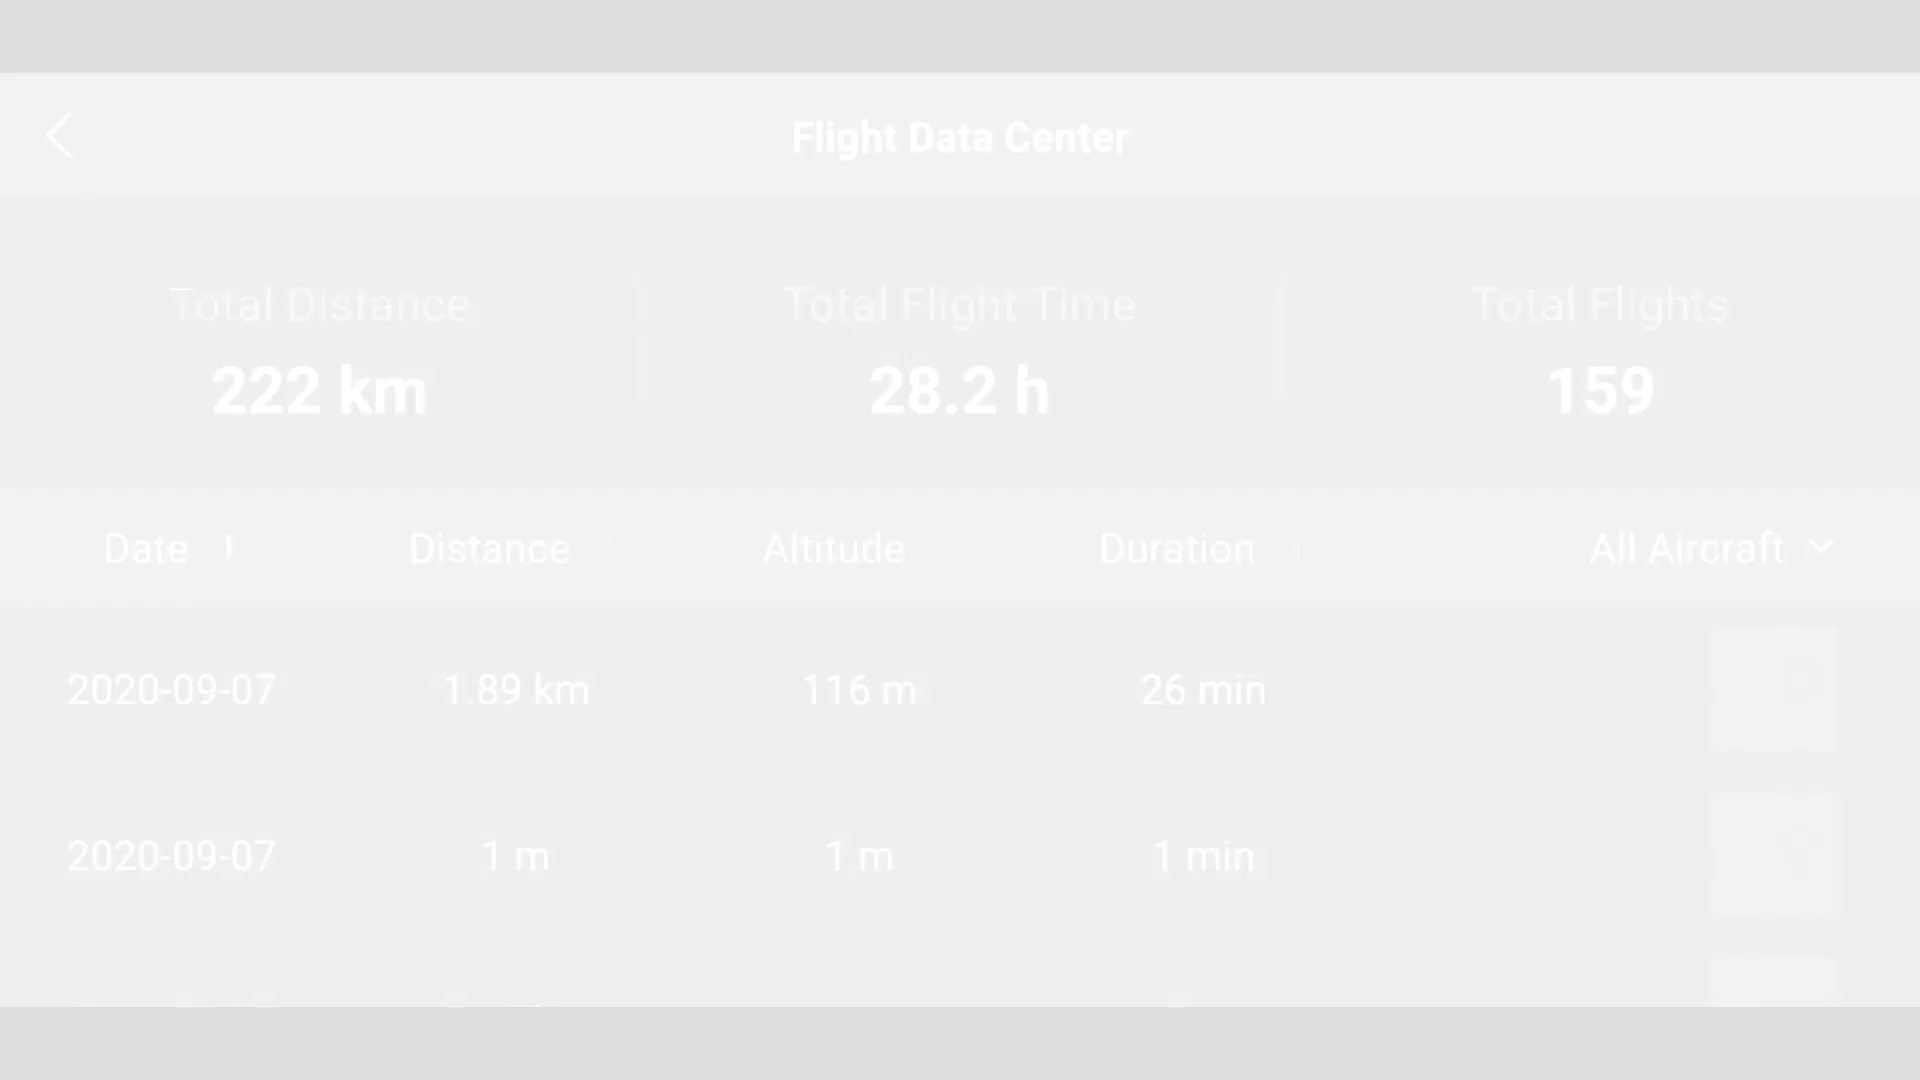 Flight Data Center
Total Distance Total Flight Time Total Flights
222 km 28.2 h 159
Date Distance Altitude Duration All Aircraft
2020-09-07 1.89 km 116 m 26 min
2020-09-07 1 m 1 m 1 min